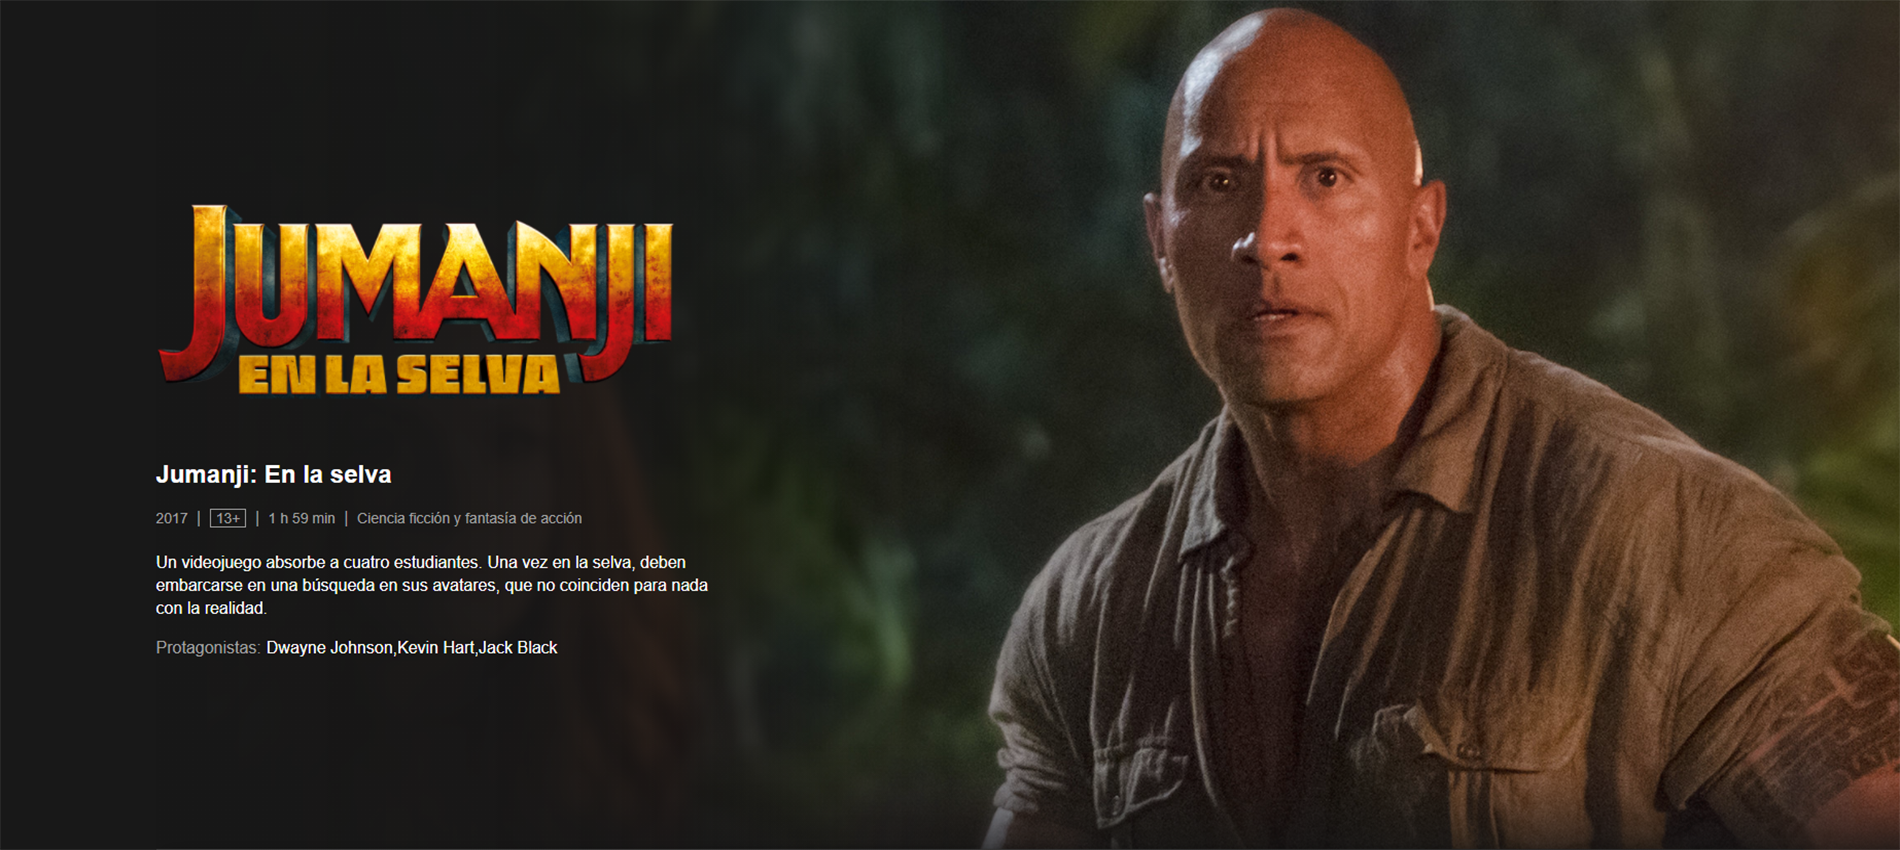 JUMANJI
EN LA SELVA
Jumanji: En la selva
2017 | 13+ | 1 h 59 min | Ciencia ficción y fantasía de acción
Un videojuego absorbe a cuatro estudiantes. Una vez en la selva, deben
embarcarse en una búsqueda en sus avatares, que no coinciden para nada
con la realidad.
Protagonistas: Dwayne Johnson,Kevin Hart,Jack Black